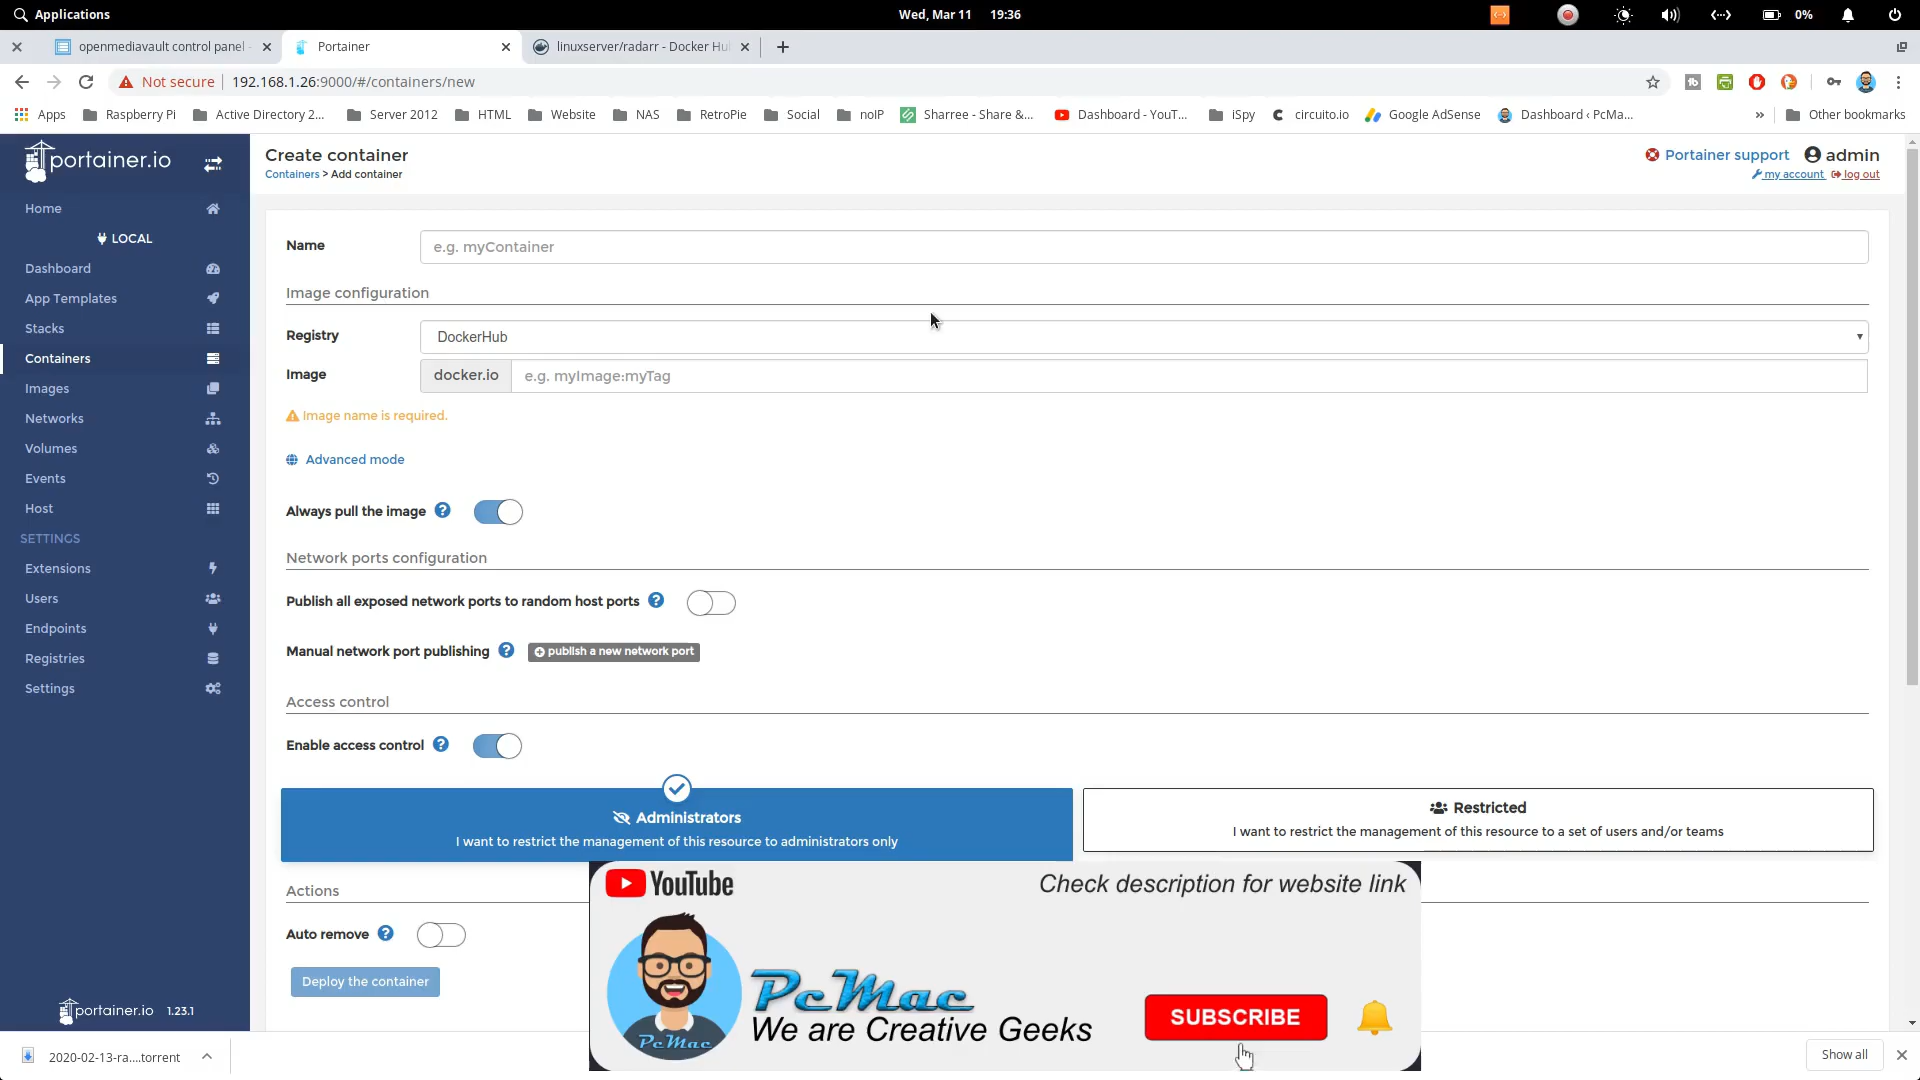 Applications
Wed, Mar 11 19:36
0%
openmediavault control panel
Portainer
linuxserver/radarr - Docker Hu
Not secure 192.168.1.26:9000/#/containers/new
Apps
Raspberry Pi
Active Directory 2...
Server 2012
HTML
Website
NAS
RetroPie
Social
noIP
Sharree - Share &...
Dashboard - YouT...
iSpy
circuito.io
Google AdSense
Dashboard ‹ PcMa...
»
Other bookmarks
portainer.io
Create container
Containers > Add container
Portainer support
admin
my account log out
Home
LOCAL
Dashboard
App Templates
Stacks
Containers
Images
Networks
Volumes
Events
Host
SETTINGS
Extensions
Users
Endpoints
Registries
Settings
portainer.io 1.23.1
Name
e.g. myContainer
Image configuration
Registry
DockerHub
Image
docker.io
e.g. myImage:myTag
Image name is required.
Advanced mode
Always pull the image
Network ports configuration
Publish all exposed network ports to random host ports
Manual network port publishing
publish a new network port
Access control
Enable access control
Administrators
I want to restrict the management of this resource to administrators only
Restricted
I want to restrict the management of this resource to a set of users and/or teams
Actions
Auto remove
Deploy the container
YouTube
Check description for website link
PcMac
PcMac
We are Creative Geeks
SUBSCRIBE
2020-02-13-ra....torrent
Show all